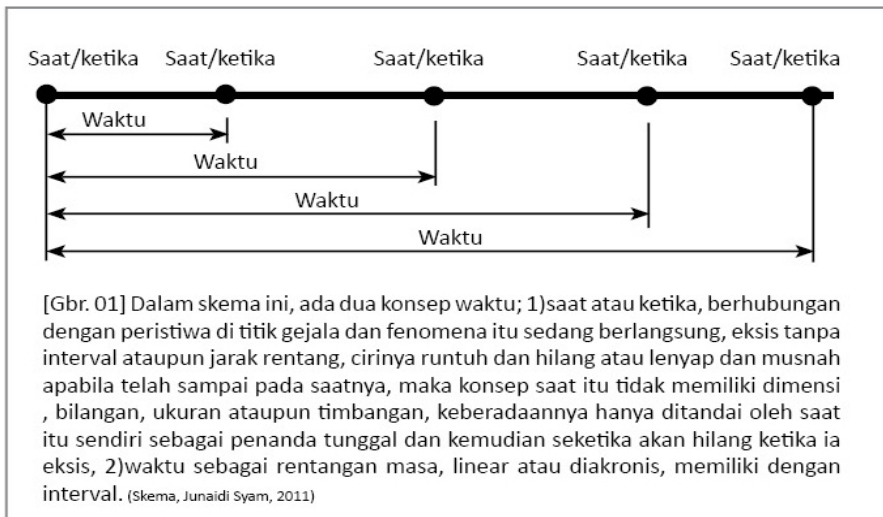 Saat/ketika Saat/ketika Saat/ketika Saat/ketika Saat/ketika
Waktu
Waktu
Waktu
Waktu
[Gbr. 01] Dalam skema ini, ada dua konsep waktu; 1)saat atau ketika, berhubungan
dengan peristiwa di titik gejala dan fenomena itu sedang berlangsung, eksis tanpa
interval ataupun jarak rentang, cirinya runtuh dan hilang atau lenyap dan musnah
apabila telah sampai pada saatnya, maka konsep saat itu tidak memiliki dimensi
, bilangan, ukuran ataupun timbangan, keberadaannya hanya ditandai oleh saat
itu sendiri sebagai penanda tunggal dan kemudian seketika akan hilang ketika ia
eksis, 2)waktu sebagai rentangan masa, linear atau diakronis, memiliki dengan
interval. (Skema, Junaidi Syam, 2011)